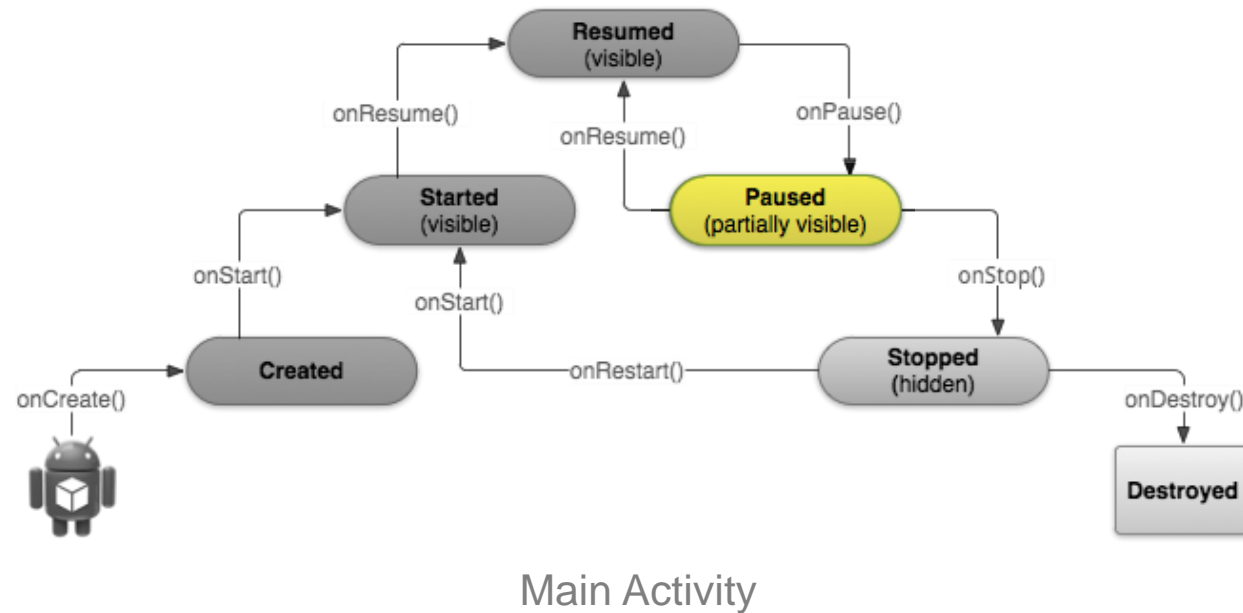 Resumed
(visible)
onResume()
onResume()
onPause()
Started
(visible)
Paused
(partially visible)
onStart()
onStart()
onStop()
Created
onRestart()
Stopped
(hidden)
onCreate()
onDestroy()
Destroyed
Main Activity